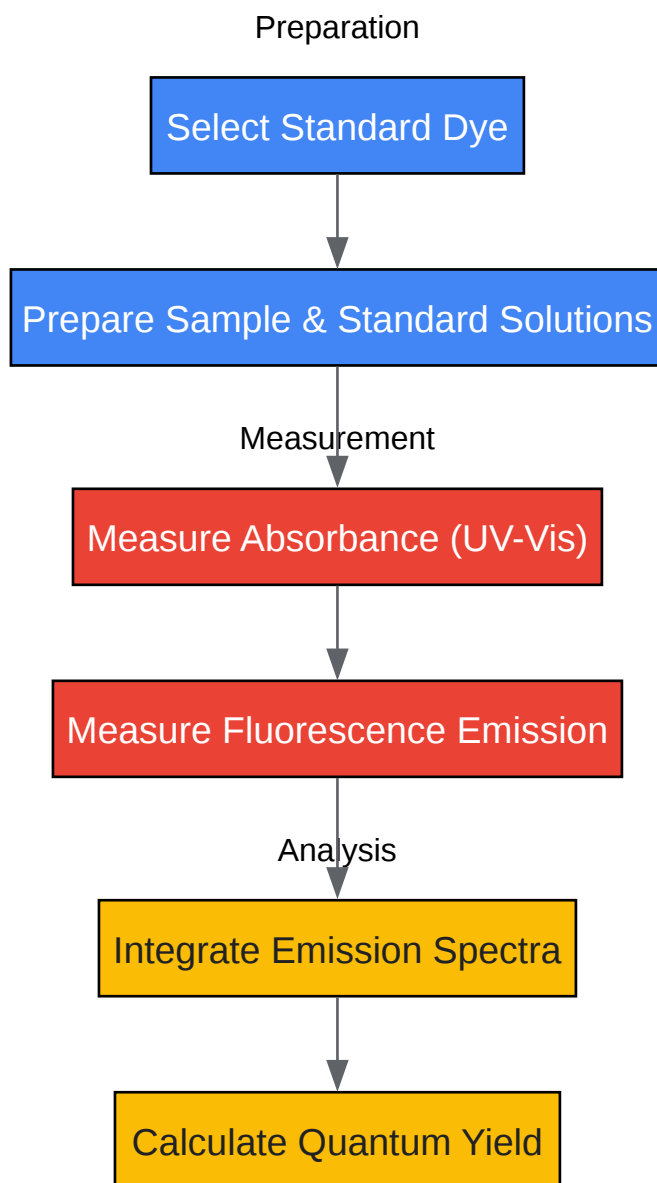 Preparation
Select Standard Dye
Prepare Sample & Standard Solutions
Measurement
Measure Absorbance (UV-Vis)
Measure Fluorescence Emission
Analysis
Integrate Emission Spectra
Calculate Quantum Yield